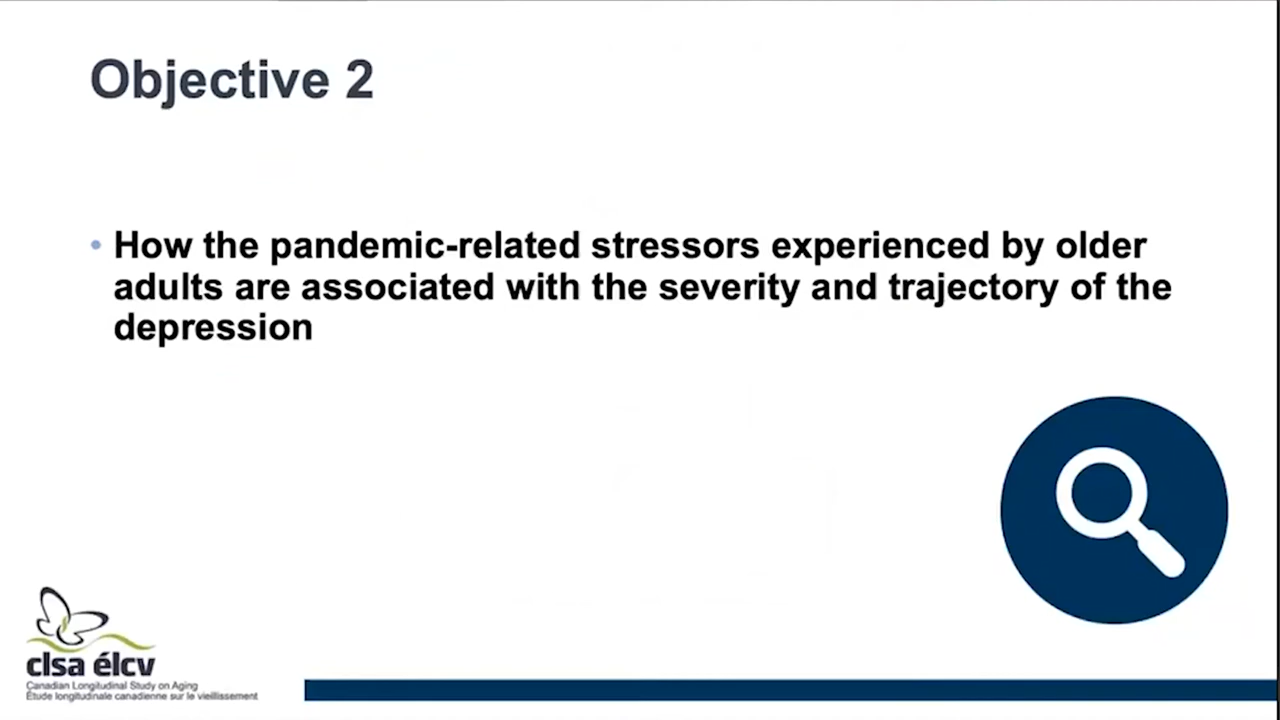 Objective 2
• How the pandemic-related stressors experienced by older
adults are associated with the severity and trajectory of the
depression
clsa élcv
Canadian Longitudinal Study on Aging
Étude longitudinale canadienne sur le vieillissement